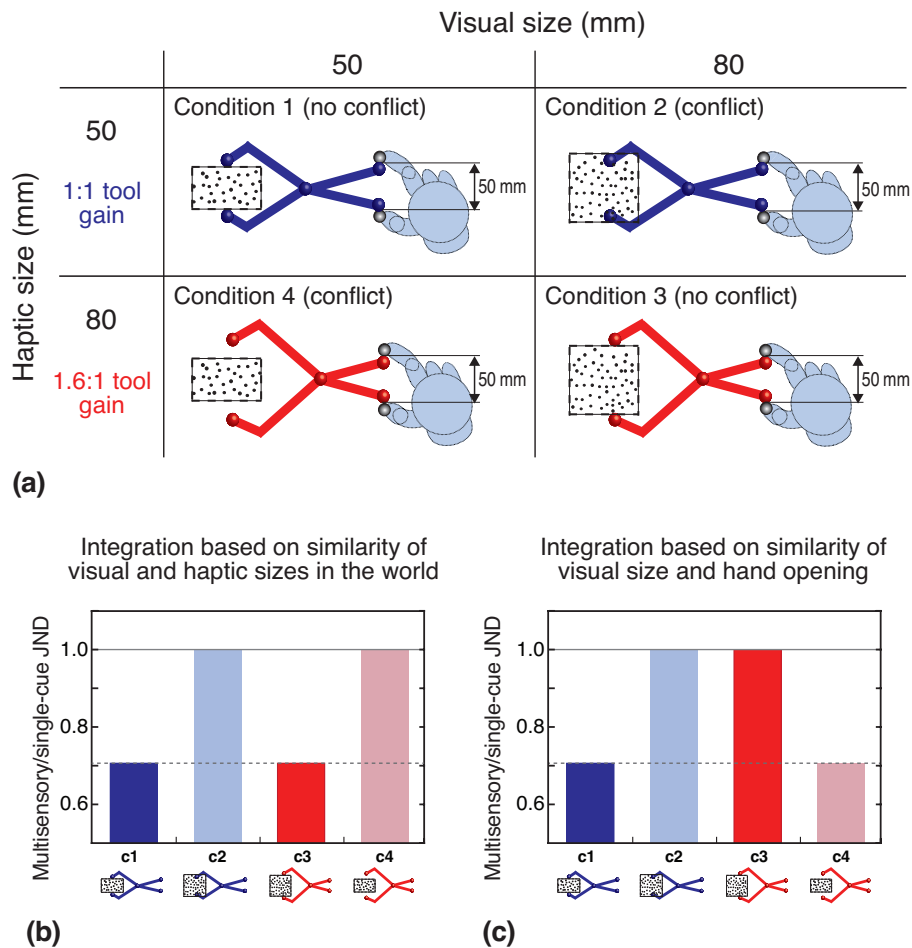 Visual size (mm)
50
80
Haptic size (mm)
50
1:1 tool
gain
Condition 1 (no conflict)
50 mm
Condition 2 (conflict)
50 mm
80
1.6:1 tool
gain
Condition 4 (conflict)
50 mm
Condition 3 (no conflict)
50 mm
(a)
Integration based on similarity of
visual and haptic sizes in the world
Multisensory/single-cue JND
1.0
0.8
0.6
c1 c2 c3 c4
(b)
Integration based on similarity of
visual size and hand opening
Multisensory/single-cue JND
1.0
0.8
0.6
c1 c2 c3 c4
(c)